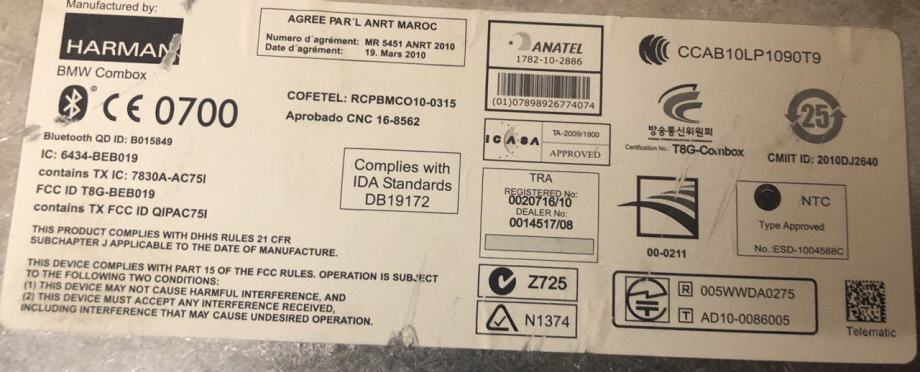 Manufactured by:
HARMAN
BMW Combox
CE 0700
Bluetooth QD ID: B015849
IC: 6434-BEB019
contains TX IC: 7830A-AC75I
FCC ID T8G-BEB019
contains TX FCC ID QIPAC75I
THIS PRODUCT COMPLIES WITH DHHS RULES 21 CFR
SUBCHAPTER J APPLICABLE TO THE DATE OF MANUFACTURE.
THIS DEVICE COMPLIES WITH PART 15 OF THE FCC RULES. OPERATION IS SUBJECT
TO THE FOLLOWING TWO CONDITIONS:
(1) THIS DEVICE MAY NOT CAUSE HARMFUL INTERFERENCE, AND
(2) THIS DEVICE MUST ACCEPT ANY INTERFERENCE RECEIVED,
INCLUDING INTERFERENCE THAT MAY CAUSE UNDESIRED OPERATION.
AGREE PAR'L ANRT MAROC
Numero d´agrément: MR 5451 ANRT 2010
Date d´agrément: 19. Mars 2010
COFETEL: RCPBMCO10-0315
Aprobado CNC 16-8562
Complies with
IDA Standards
DB19172
ANATEL
1782-10-2886
(01)07898926774074
ICASA
TA-2009/1900
APPROVED
TRA
REGISTERED No:
0020716/10
DEALER No:
0014517/08
Z725
N1374
CCAB10LP1090T9
방송통신위원회
Certification No.: T8G-Combox
25
CMIIT ID: 2010DJ2640
00-0211
NTC
Type Approved
No.:ESD-1004568C
R 005WWDA0275
T AD10-0086005
Telematic